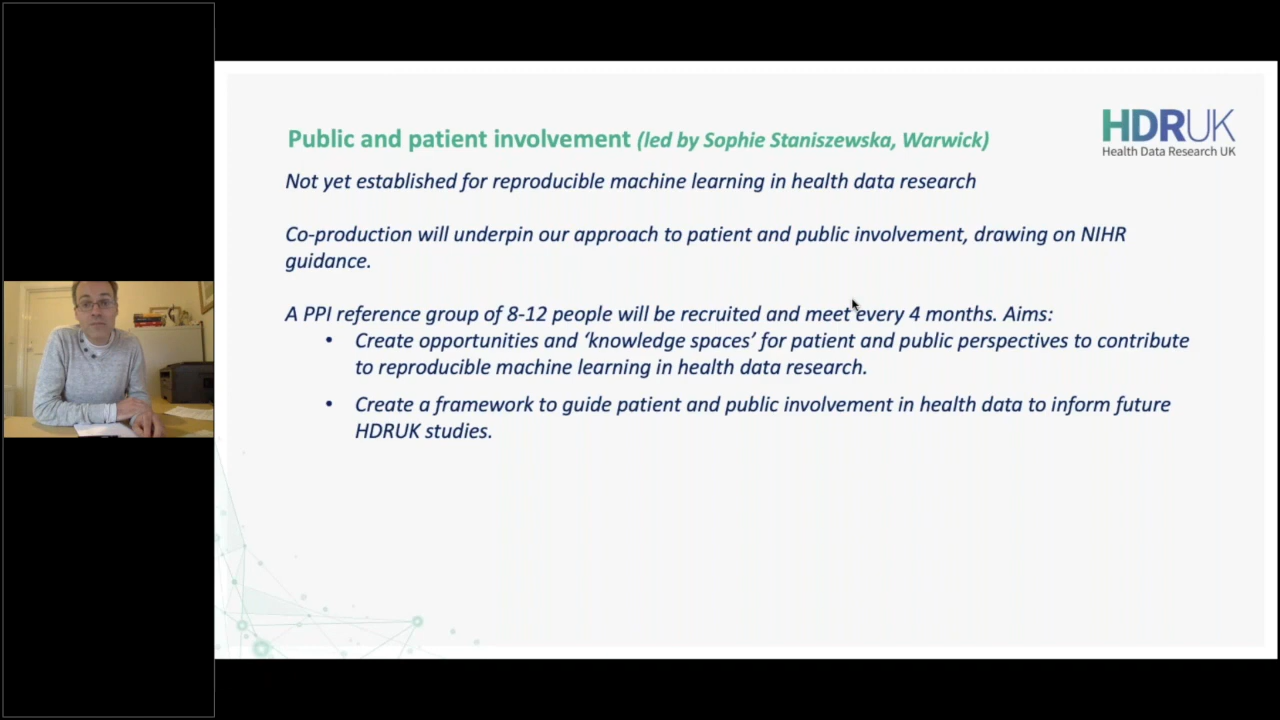 HDRUK
Health Data Research UK
Public and patient involvement (led by Sophie Staniszewska, Warwick)
Not yet established for reproducible machine learning in health data research
Co-production will underpin our approach to patient and public involvement, drawing on NIHR
guidance.
A PPI reference group of 8-12 people will be recruited and meet every 4 months. Aims:
• Create opportunities and ‘knowledge spaces’ for patient and public perspectives to contribute
to reproducible machine learning in health data research.
• Create a framework to guide patient and public involvement in health data to inform future
HDRUK studies.